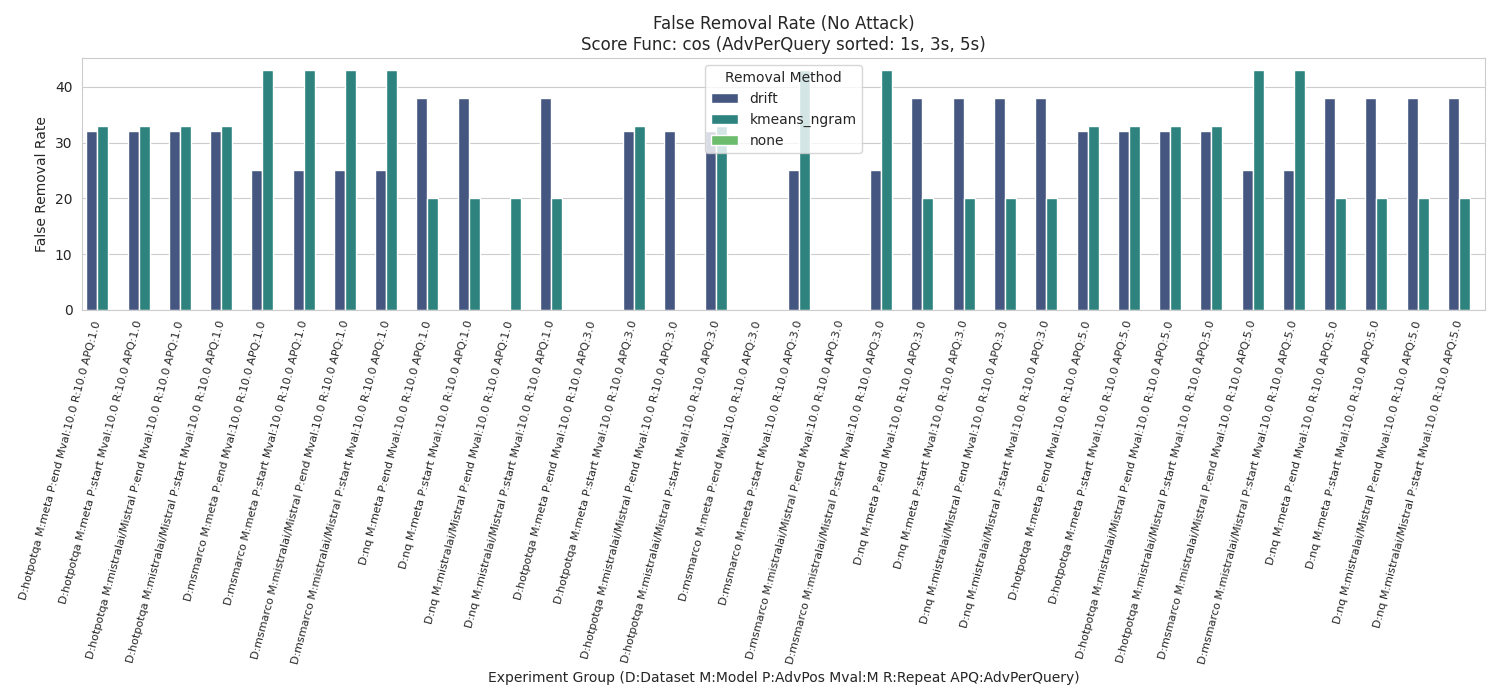 False Removal Rate (No Attack)
Score Func: cos (AdvPerQuery sorted: 1s, 3s, 5s)
Removal Method
drift
kmeans_ngram
none
False Removal Rate
40
30
20
10
0
D:hotpotqa M:meta P:end Mval:10.0 R:10.0 APQ:1.0
D:hotpotqa M:meta P:start Mval:10.0 R:10.0 APQ:1.0
D:hotpotqa M:mistralai/Mistral P:end Mval:10.0 R:10.0 APQ:1.0
D:hotpotqa M:mistralai/Mistral P:start Mval:10.0 R:10.0 APQ:1.0
D:msmarco M:meta P:end Mval:10.0 R:10.0 APQ:1.0
D:msmarco M:meta P:start Mval:10.0 R:10.0 APQ:1.0
D:msmarco M:mistralai/Mistral P:end Mval:10.0 R:10.0 APQ:1.0
D:msmarco M:mistralai/Mistral P:start Mval:10.0 R:10.0 APQ:1.0
D:nq M:meta P:end Mval:10.0 R:10.0 APQ:1.0
D:nq M:meta P:start Mval:10.0 R:10.0 APQ:1.0
D:nq M:mistralai/Mistral P:end Mval:10.0 R:10.0 APQ:1.0
D:nq M:mistralai/Mistral P:start Mval:10.0 R:10.0 APQ:1.0
D:hotpotqa M:meta P:end Mval:10.0 R:10.0 APQ:3.0
D:hotpotqa M:meta P:start Mval:10.0 R:10.0 APQ:3.0
D:hotpotqa M:mistralai/Mistral P:end Mval:10.0 R:10.0 APQ:3.0
D:hotpotqa M:mistralai/Mistral P:start Mval:10.0 R:10.0 APQ:3.0
D:msmarco M:meta P:end Mval:10.0 R:10.0 APQ:3.0
D:msmarco M:meta P:start Mval:10.0 R:10.0 APQ:3.0
D:msmarco M:mistralai/Mistral P:end Mval:10.0 R:10.0 APQ:3.0
D:msmarco M:mistralai/Mistral P:start Mval:10.0 R:10.0 APQ:3.0
D:nq M:meta P:end Mval:10.0 R:10.0 APQ:3.0
D:nq M:meta P:start Mval:10.0 R:10.0 APQ:3.0
D:nq M:mistralai/Mistral P:end Mval:10.0 R:10.0 APQ:3.0
D:nq M:mistralai/Mistral P:start Mval:10.0 R:10.0 APQ:3.0
D:hotpotqa M:meta P:end Mval:10.0 R:10.0 APQ:5.0
D:hotpotqa M:meta P:start Mval:10.0 R:10.0 APQ:5.0
D:hotpotqa M:mistralai/Mistral P:end Mval:10.0 R:10.0 APQ:5.0
D:hotpotqa M:mistralai/Mistral P:start Mval:10.0 R:10.0 APQ:5.0
D:msmarco M:mistralai/Mistral P:end Mval:10.0 R:10.0 APQ:5.0
D:msmarco M:mistralai/Mistral P:start Mval:10.0 R:10.0 APQ:5.0
D:nq M:meta P:end Mval:10.0 R:10.0 APQ:5.0
D:nq M:meta P:start Mval:10.0 R:10.0 APQ:5.0
D:nq M:mistralai/Mistral P:end Mval:10.0 R:10.0 APQ:5.0
D:nq M:mistralai/Mistral P:start Mval:10.0 R:10.0 APQ:5.0
Experiment Group (D:Dataset M:Model P:AdvPos Mval:M R:Repeat APQ:AdvPerQuery)